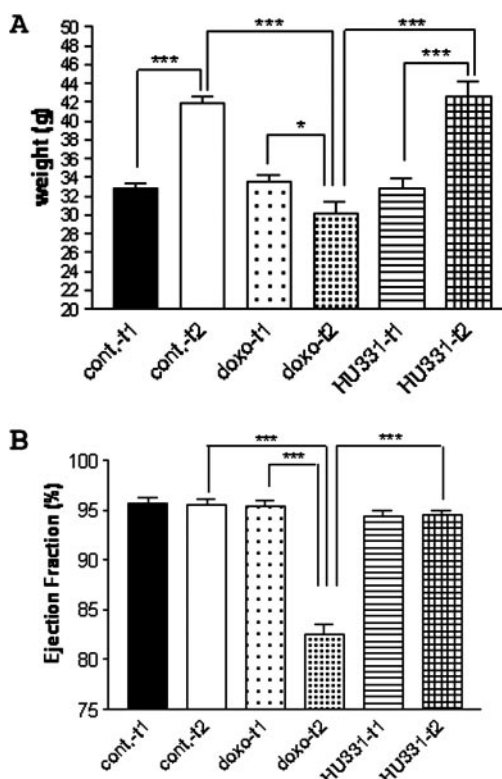 A
weight (g)
50
48
46
44
42
40
38
36
34
32
30
28
26
24
22
20
***
***
***
***
*
cont.-t1
cont.-t2
doxo-t1
doxo-t2
HU331-t1
HU331-t2
B
Ejection Fraction (%)
100
95
90
85
80
75
***
***
***
cont.-t1
cont.-t2
doxo-t1
doxo-t2
HU331-t1
HU331-t2